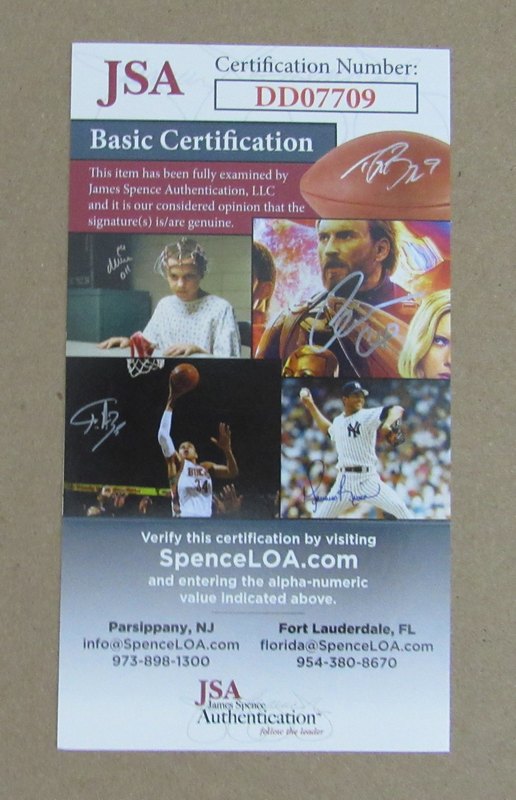 JSA
Certification Number:
DD07709
Basic Certification
This item has been fully examined by
James Spence Authentication, LLC
and it is our considered opinion that the
signature(s) is/are genuine.
BUCKS
34
Verify this certification by visiting
SpenceLOA.com
and entering the alpha-numeric
value indicated above.
Parsippany, NJ
info@SpenceLOA.com
973-898-1300
Fort Lauderdale, FL
florida@SpenceLOA.com
954-380-8670
JSA
James Spence
Authentication
follow the leader